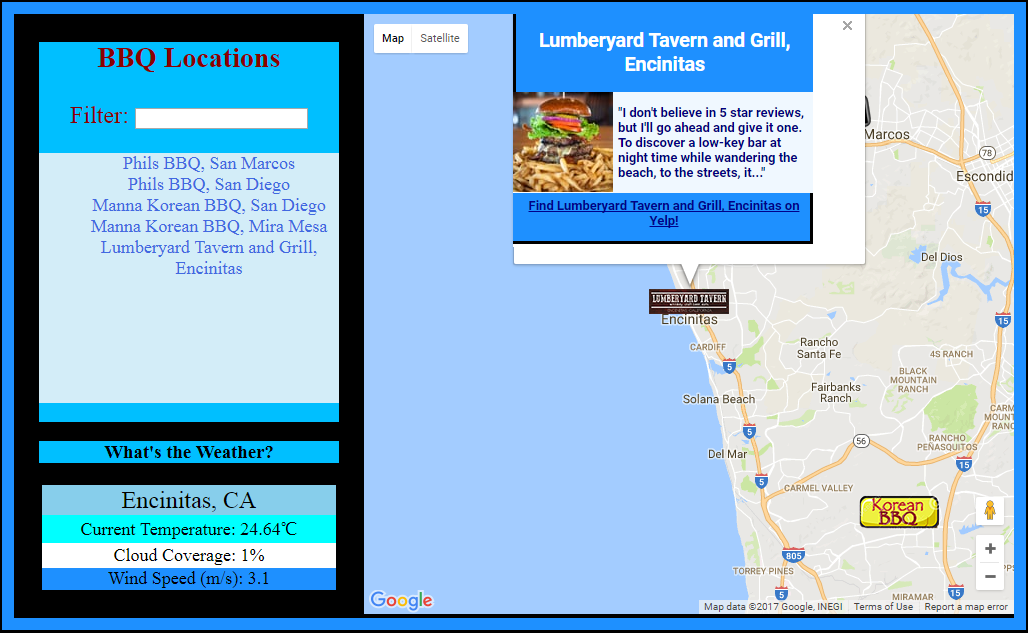 BBQ Locations
Filter:
Phils BBQ, San Marcos
Phils BBQ, San Diego
Manna Korean BBQ, San Diego
Manna Korean BBQ, Mira Mesa
Lumberyard Tavern and Grill,
Encinitas
What's the Weather?
Encinitas, CA
Current Temperature: 24.64℃
Cloud Coverage: 1%
Wind Speed (m/s): 3.1
Map Satellite
Lumberyard Tavern and Grill,
Encinitas
"I don't believe in 5 star reviews,
but I'll go ahead and give it one.
To discover a low-key bar at
night time while wandering the
beach, to the streets, it..."
Find Lumberyard Tavern and Grill, Encinitas on
Yelp!
Marcos
78
Escondid
15
Del Dios
LUMBERYARD TAVERN
Encinitas
15
CARDIFF
Rancho
Santa Fe
4S RANCH
5
BLACK
MOUNTAIN
RANCH
Fairbanks
Ranch
Solana Beach
CARM
MOUNT
RANC
5
56
RANCHO
PEÑASQUITOS
Del Mar
15
5
CARMEL VALLEY
Korean
BBQ
805
TORREY PINES
5
MIRAMAR
15
Google
Map data ©2017 Google, INEGI Terms of Use Report a map error